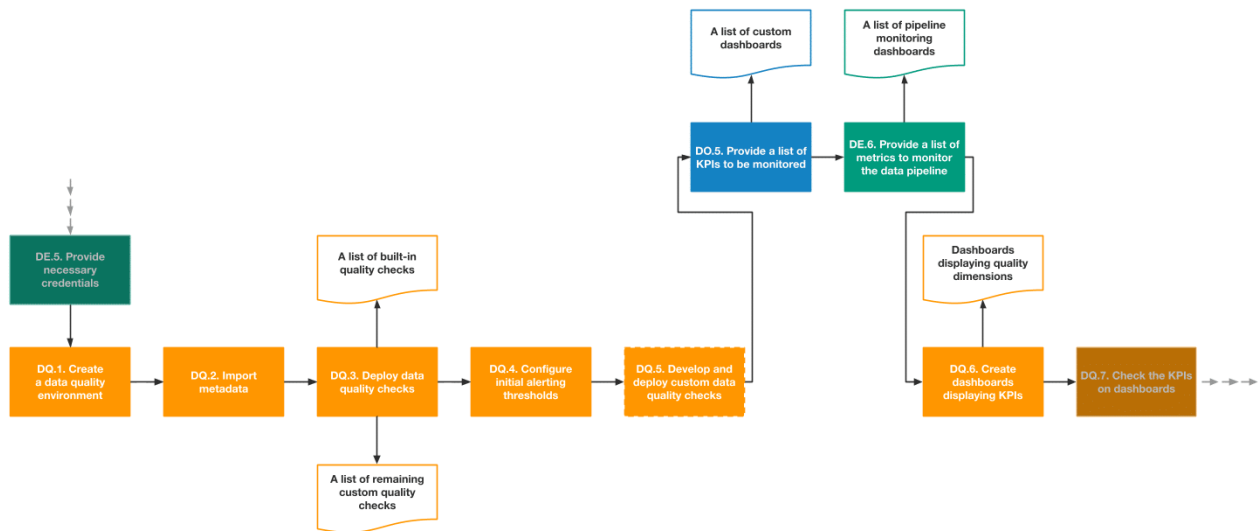 A list of custom
dashboards
A list of pipeline
monitoring
dashboards
DO.5. Provide a list of
KPIs to be monitored
DE.6. Provide a list of
metrics to monitor
the data pipeline
DE.5. Provide
necessary
credentials
A list of built-in
quality checks
Dashboards
displaying quality
dimensions
DQ.1. Create
a data quality
environment
DQ.2. Import
metadata
DQ.3. Deploy data
quality checks
DQ.4. Configure
initial alerting
thresholds
DQ.5. Develop and
deploy custom data
quality checks
DQ.6. Create
dashboards
displaying KPIs
DQ.7. Check the KPIs
on dashboards
A list of remaining
custom quality
checks